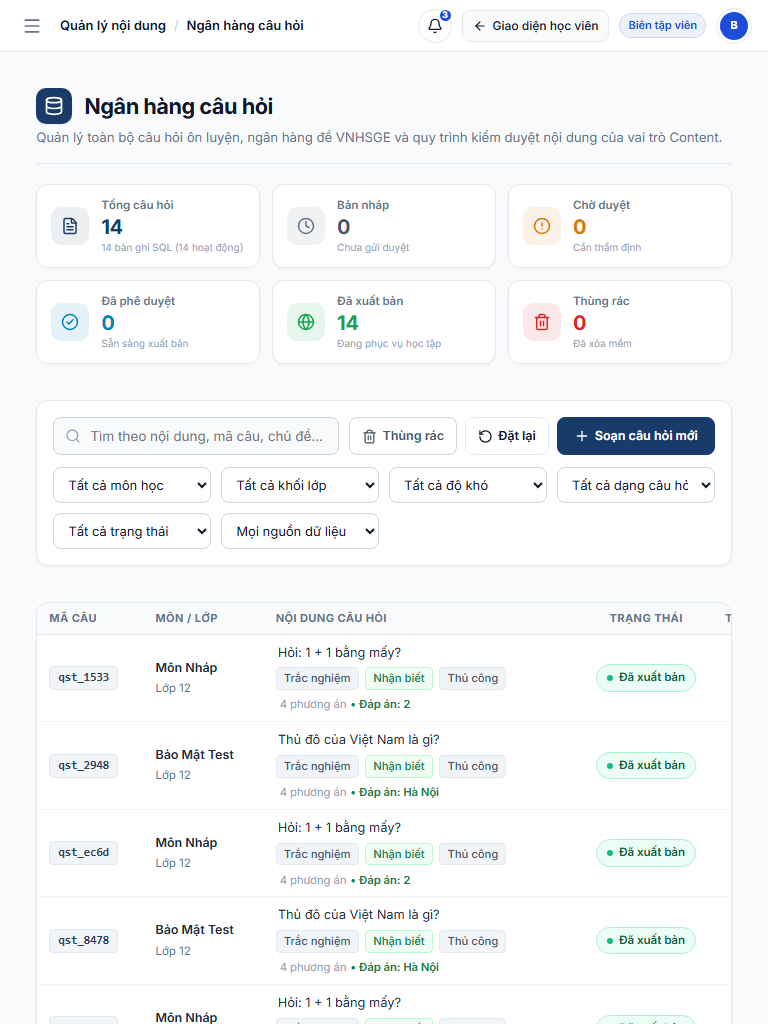 Quản lý nội dung / Ngân hàng câu hỏi
3
Giao diện học viên
Biên tập viên
B
Ngân hàng câu hỏi
Quản lý toàn bộ câu hỏi ôn luyện, ngân hàng đề VNHSGE và quy trình kiểm duyệt nội dung của vai trò Content.
Tổng câu hỏi
14
14 bản ghi SQL (14 hoạt động)
Bản nháp
0
Chưa gửi duyệt
Chờ duyệt
0
Cần thẩm định
Đã phê duyệt
0
Sẵn sàng xuất bản
Đã xuất bản
14
Đang phục vụ học tập
Thùng rác
0
Đã xóa mềm
Tìm theo nội dung, mã câu, chủ đề...
Thùng rác
Đặt lại
Soạn câu hỏi mới
Tất cả môn học
Tất cả khối lớp
Tất cả độ khó
Tất cả dạng câu hỏ
Tất cả trạng thái
Mọi nguồn dữ liệu
MÃ CÂU MÔN / LỚP NỘI DUNG CÂU HỎI TRẠNG THÁI T
qst_1533
Môn Nháp
Lớp 12
Hỏi: 1 + 1 bằng mấy?
Trắc nghiệm Nhận biết Thủ công
4 phương án • Đáp án: 2
Đã xuất bản
qst_2948
Bảo Mật Test
Lớp 12
Thủ đô của Việt Nam là gì?
Trắc nghiệm Nhận biết Thủ công
4 phương án • Đáp án: Hà Nội
Đã xuất bản
qst_ec6d
Môn Nháp
Lớp 12
Hỏi: 1 + 1 bằng mấy?
Trắc nghiệm Nhận biết Thủ công
4 phương án • Đáp án: 2
Đã xuất bản
qst_8478
Bảo Mật Test
Lớp 12
Thủ đô của Việt Nam là gì?
Trắc nghiệm Nhận biết Thủ công
4 phương án • Đáp án: Hà Nội
Đã xuất bản
Môn Nháp
Hỏi: 1 + 1 bằng mấy?